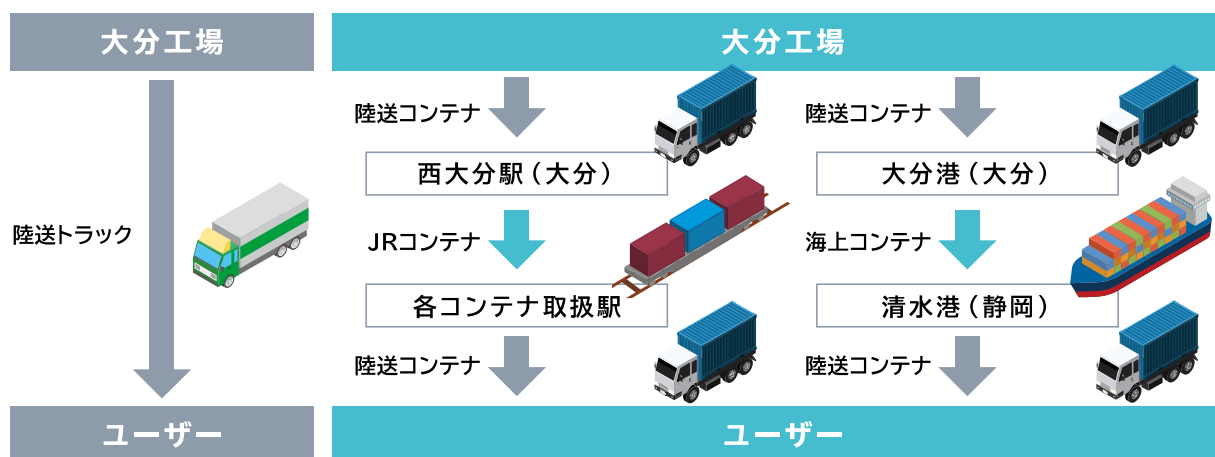 大分工場
陸送トラック
ユーザー
大分工場
陸送コンテナ
西大分駅（大分）
JRコンテナ
各コンテナ取扱駅
陸送コンテナ
陸送コンテナ
大分港（大分）
海上コンテナ
清水港（静岡）
陸送コンテナ
ユーザー